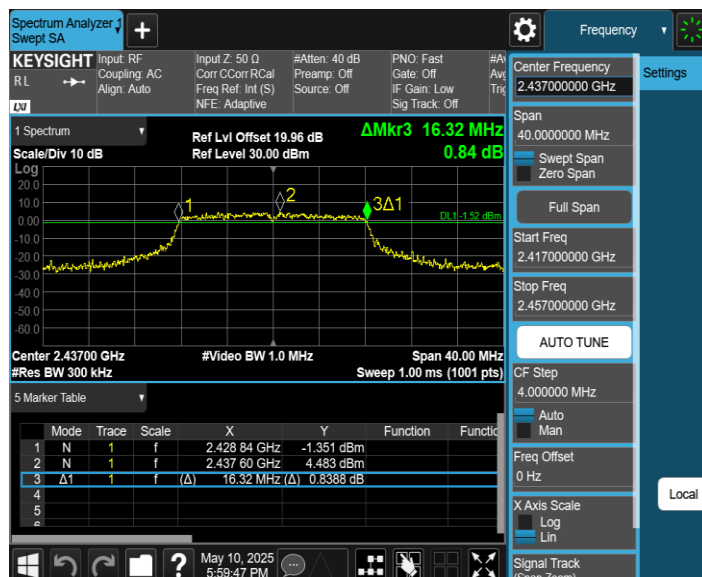 Spectrum Analyzer 1
Swept SA
Frequency
KEYSIGHT
Input: RF
Coupling: AC
Align: Auto
Input Z: 50 Ω
Corr CCorr RCal
Freq Ref: Int (S)
NFE: Adaptive
#Atten: 40 dB
Preamp: Off
Source: Off
PNO: Fast
Gate: Off
IF Gain: Low
Sig Track: Off
R L
LXI
1 Spectrum
Scale/Div 10 dB
Ref Lvl Offset 19.96 dB
Ref Level 30.00 dBm
ΔMkr3 16.32 MHz
0.84 dB
Log
20.0
10.0
0.00
-10.0
-20.0
-30.0
-40.0
-50.0
-60.0
1
2
3Δ1
DL1 -1.52 dBm
Center 2.43700 GHz
#Video BW 1.0 MHz
Span 40.00 MHz
#Res BW 300 kHz
Sweep 1.00 ms (1001 pts)
5 Marker Table
Mode Trace Scale X Y Function
1 N 1 f 2.428 84 GHz -1.351 dBm
2 N 1 f 2.437 60 GHz 4.483 dBm
3 Δ1 1 f (Δ) 16.32 MHz (Δ) 0.8388 dB
4
5
May 10, 2025
5:59:47 PM
Center Frequency
2.437000000 GHz
Span
40.0000000 MHz
Swept Span
Zero Span
Full Span
Start Freq
2.417000000 GHz
Stop Freq
2.457000000 GHz
AUTO TUNE
CF Step
4.000000 MHz
Auto
Man
Freq Offset
0 Hz
X Axis Scale
Log
Lin
Signal Track
(Span Zoom)
Settings
Local